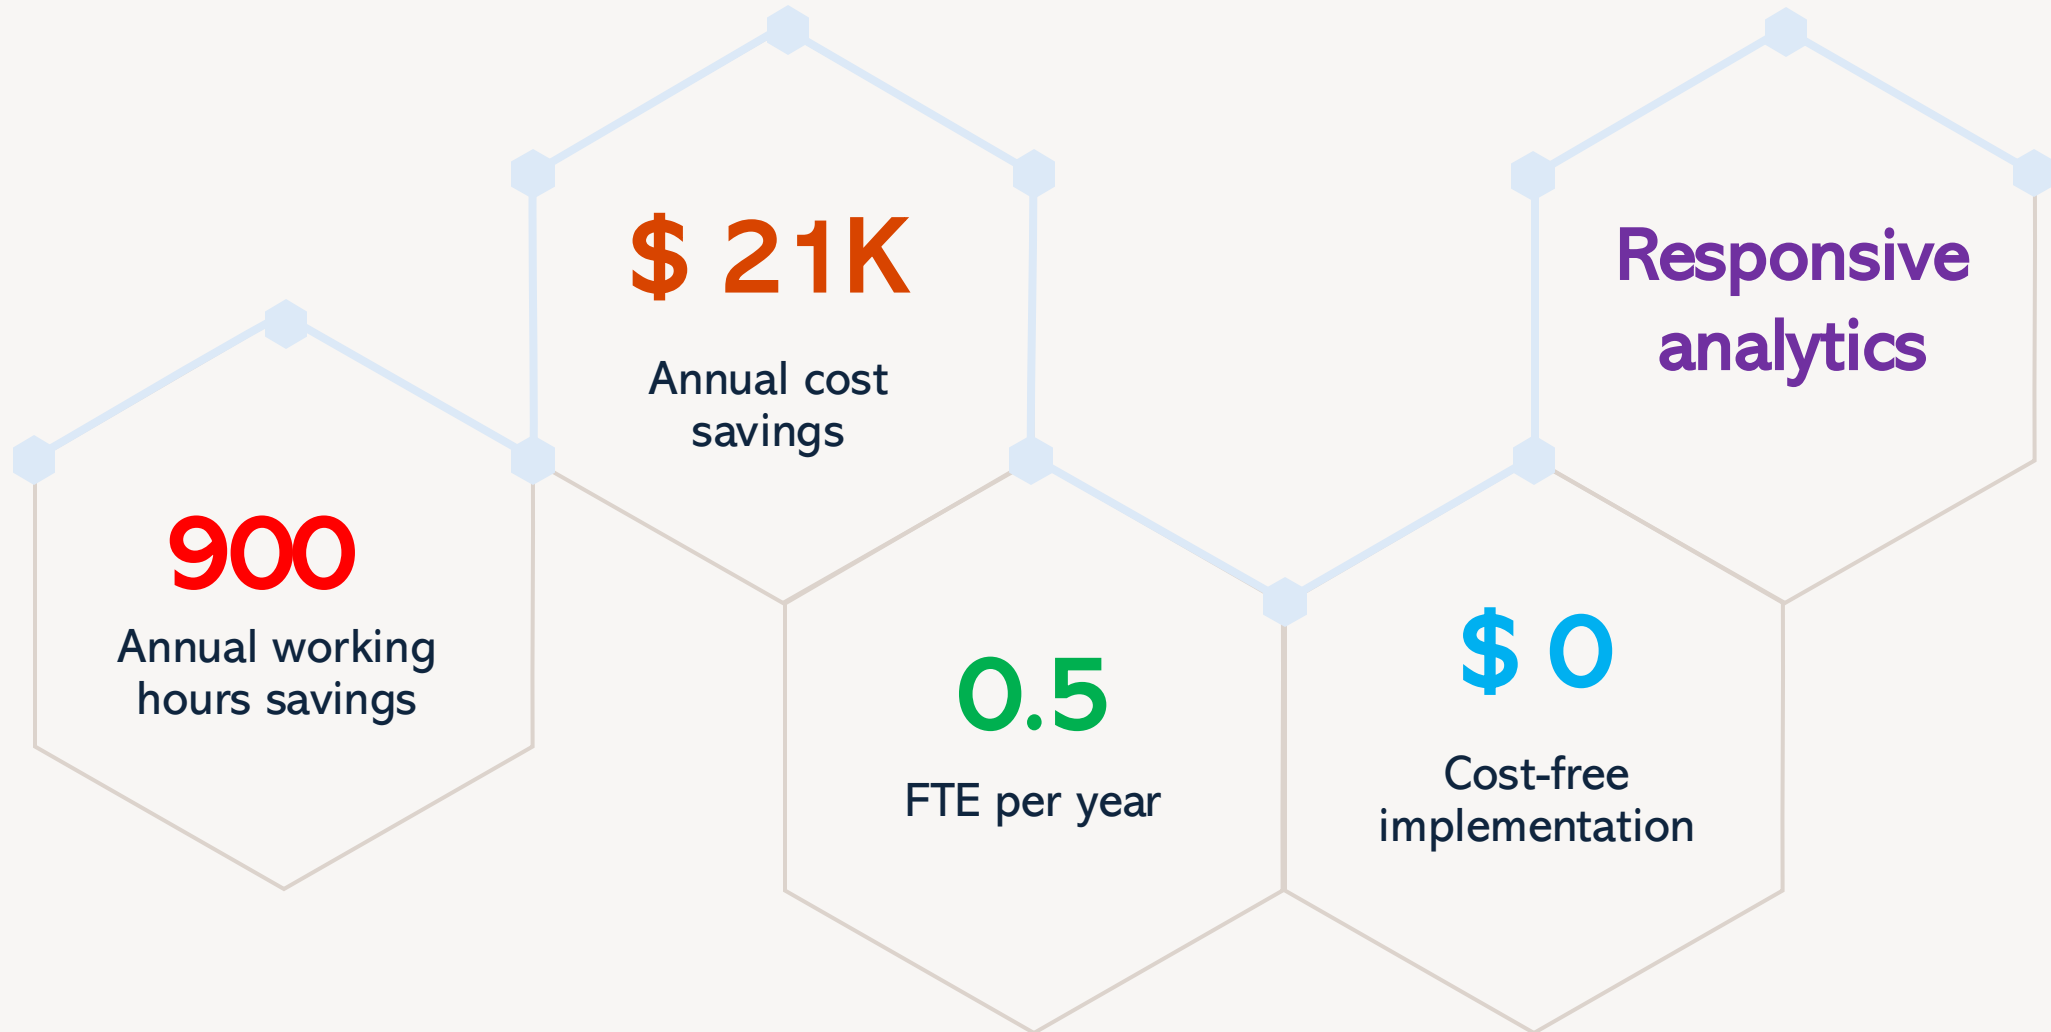 900
Annual working
hours savings
$ 21K
Annual cost
savings
0.5
FTE per year
$ 0
Cost-free
implementation
Responsive
analytics